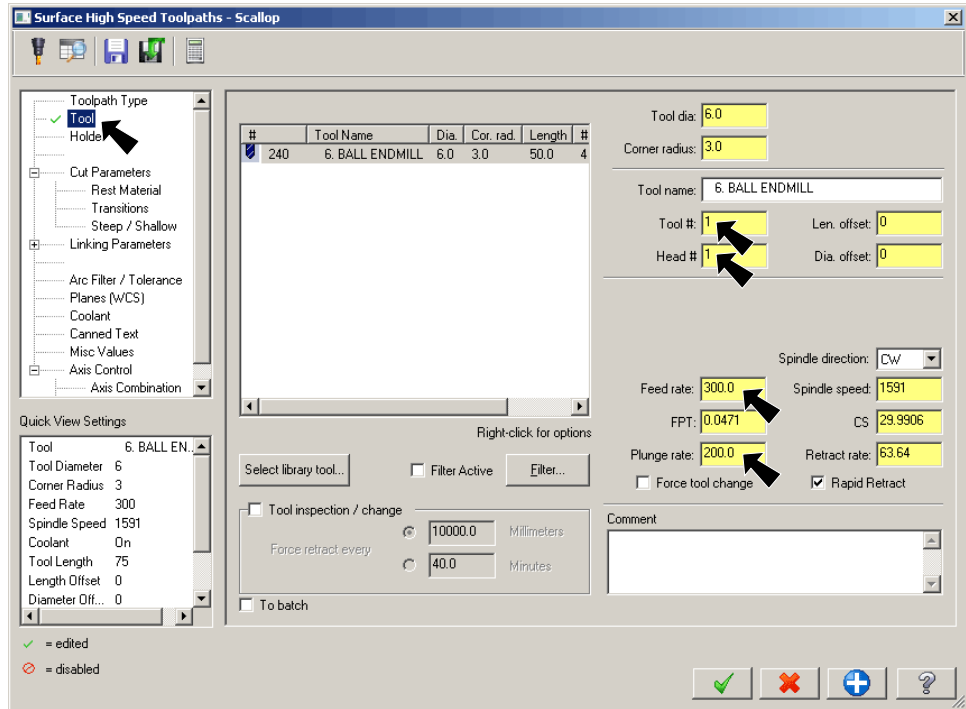 Surface High Speed Toolpaths - Scallop
Toolpath Type
Tool
Holde
Cut Parameters
Rest Material
Transitions
Steep / Shallow
Linking Parameters
Arc Filter / Tolerance
Planes (WCS)
Coolant
Canned Text
Misc Values
Axis Control
Axis Combination
Quick View Settings
Tool 6. BALL EN..
Tool Diameter 6
Corner Radius 3
Feed Rate 300
Spindle Speed 1591
Coolant On
Tool Length 75
Length Offset 0
Diameter Off... 0
= edited
= disabled
# Tool Name Dia. Cor. rad. Length #
240 6. BALL ENDMILL 6.0 3.0 50.0 4
Right-click for options
Select library tool...
Filter Active
Filter...
Tool inspection / change
Force retract every
10000.0 Millimeters
40.0 Minutes
To batch
Tool dia: 6.0
Corner radius: 3.0
Tool name: 6. BALL ENDMILL
Tool #: 1 Len. offset: 0
Head # 1 Dia. offset: 0
Spindle direction: CW
Feed rate: 300.0 Spindle speed: 1591
FPT: 0.0471 CS 29.9906
Plunge rate: 200.0 Retract rate: 63.64
Force tool change Rapid Retract
Comment